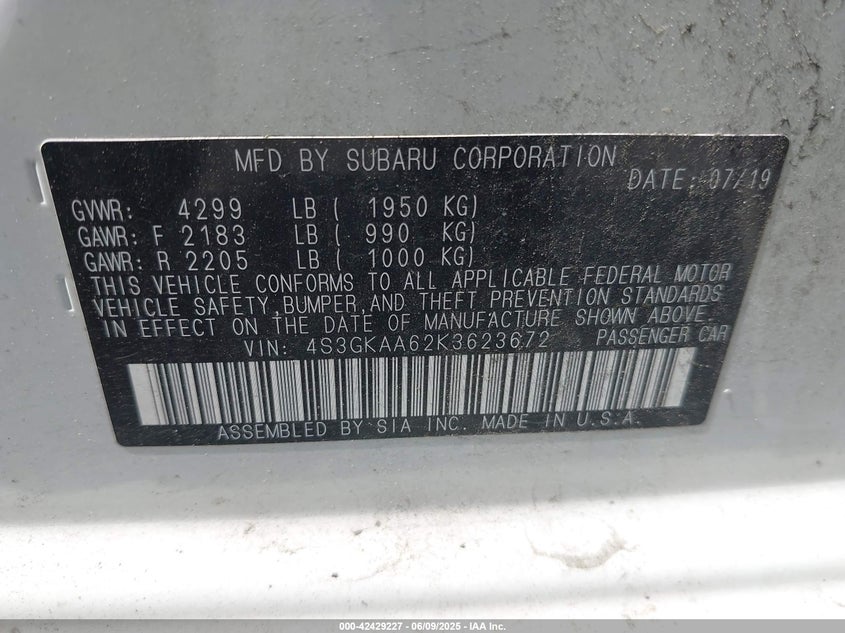 MFD BY SUBARU CORPORATION
DATE: 07/19
GVWR: 4299 LB ( 1950 KG)
GAWR: F 2183 LB ( 990 KG)
GAWR: R 2205 LB ( 1000 KG)
THIS VEHICLE CONFORMS TO ALL APPLICABLE FEDERAL MOTOR
VEHICLE SAFETY,BUMPER,AND THEFT PREVENTION STANDARDS
IN EFFECT ON THE DATE OF MANUFACTURE SHOWN ABOVE.
VIN: 4S3GKAA62K3623672 PASSENGER CAR
ASSEMBLED BY SIA INC. MADE IN U.S.A.
000-42429227 - 06/09/2025 - IAA Inc.